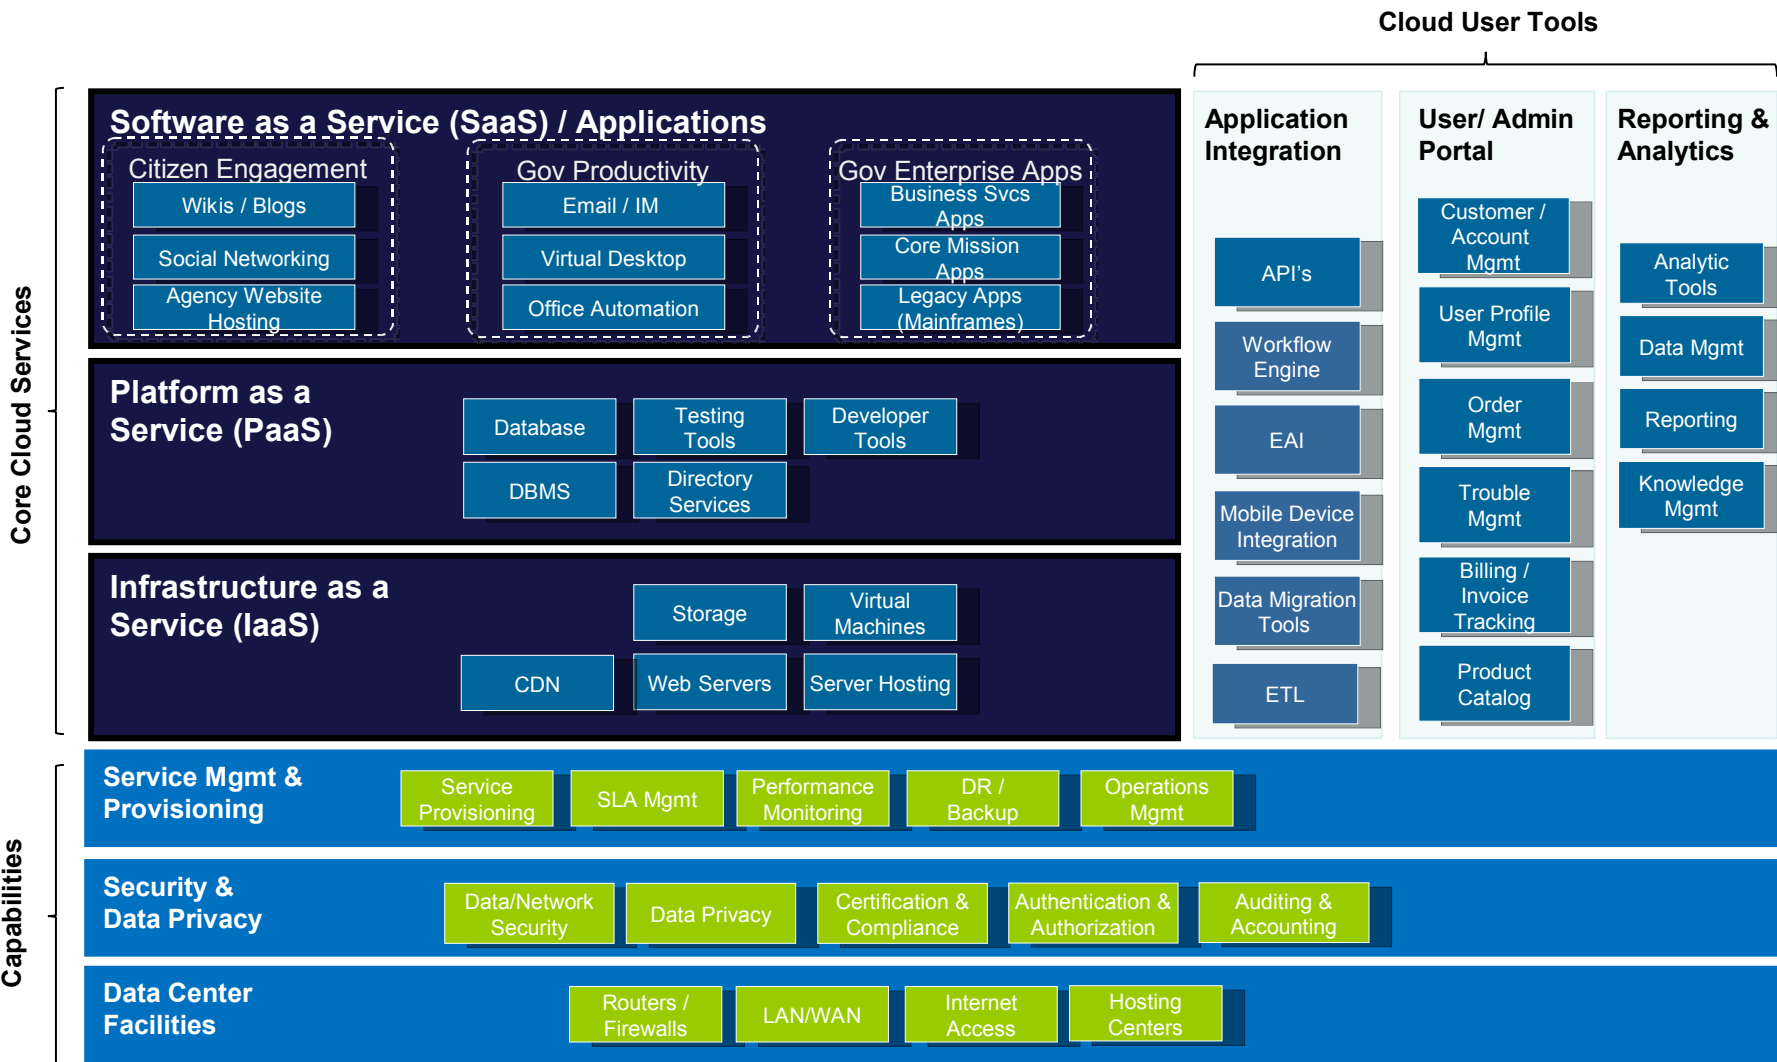 Cloud User Tools
Core Cloud Services
Software as a Service (SaaS) / Applications
Citizen Engagement
Wikis / Blogs
Social Networking
Agency Website
Hosting
Gov Productivity
Email / IM
Virtual Desktop
Office Automation
Gov Enterprise Apps
Business Svcs
Apps
Core Mission
Apps
Legacy Apps
(Mainframes)
Platform as a
Service (PaaS)
Database
Testing
Tools
Developer
Tools
DBMS
Directory
Services
Infrastructure as a
Service (IaaS)
Storage
Virtual
Machines
CDN
Web Servers
Server Hosting
Application
Integration
API's
Workflow
Engine
EAI
Mobile Device
Integration
Data Migration
Tools
ETL
User/ Admin
Portal
Customer /
Account
Mgmt
User Profile
Mgmt
Order
Mgmt
Trouble
Mgmt
Billing /
Invoice
Tracking
Product
Catalog
Reporting &
Analytics
Analytic
Tools
Data Mgmt
Reporting
Knowledge
Mgmt
Capabilities
Service Mgmt &
Provisioning
Service
Provisioning
SLA Mgmt
Performance
Monitoring
DR /
Backup
Operations
Mgmt
Security &
Data Privacy
Data/Network
Security
Data Privacy
Certification &
Compliance
Authentication &
Authorization
Auditing &
Accounting
Data Center
Facilities
Routers /
Firewalls
LAN/WAN
Internet
Access
Hosting
Centers